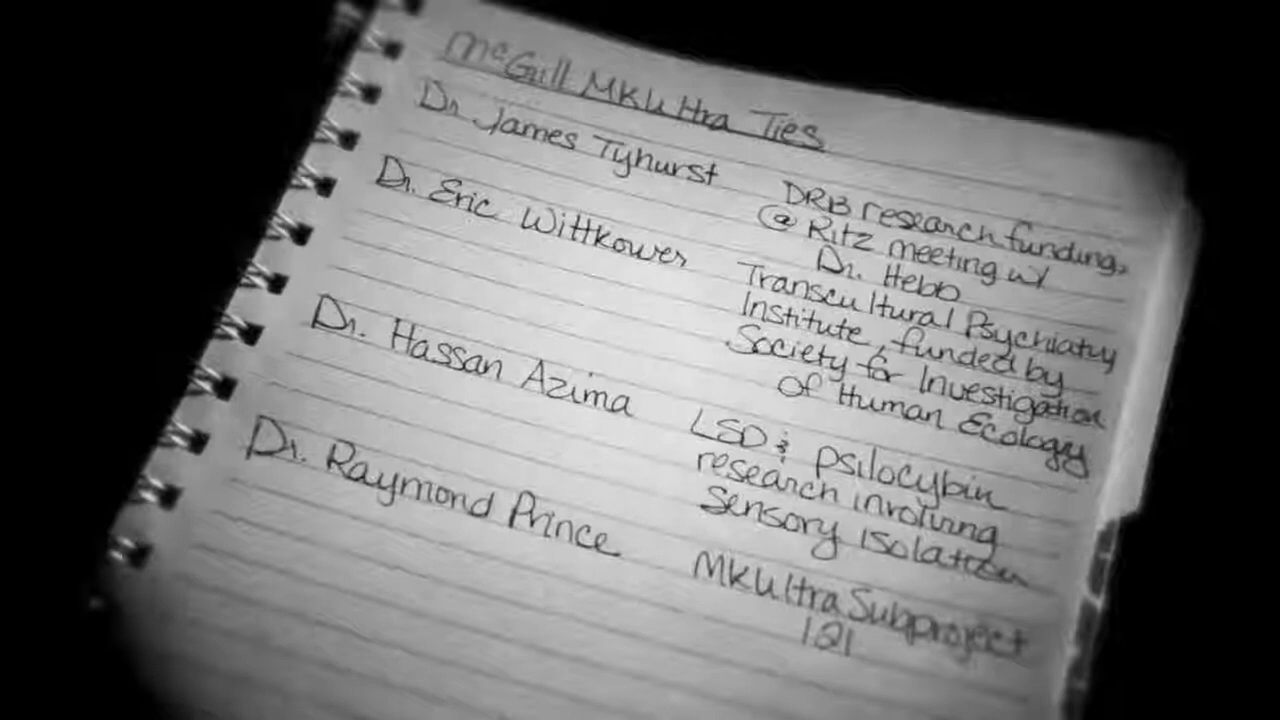 McGill MKUltra Ties
Dr. James Tyhurst
DRB research funding,
@ Ritz meeting w/
Dr. Hebb
Dr. Eric Wittkower
Transcultural Psychiatry
Institute, funded by
Society for Investigation
of Human Ecology
Dr. Hassan Azima
LSD & psilocybin
research involving
sensory isolation
Dr. Raymond Prince
MKUltra Subproject
121